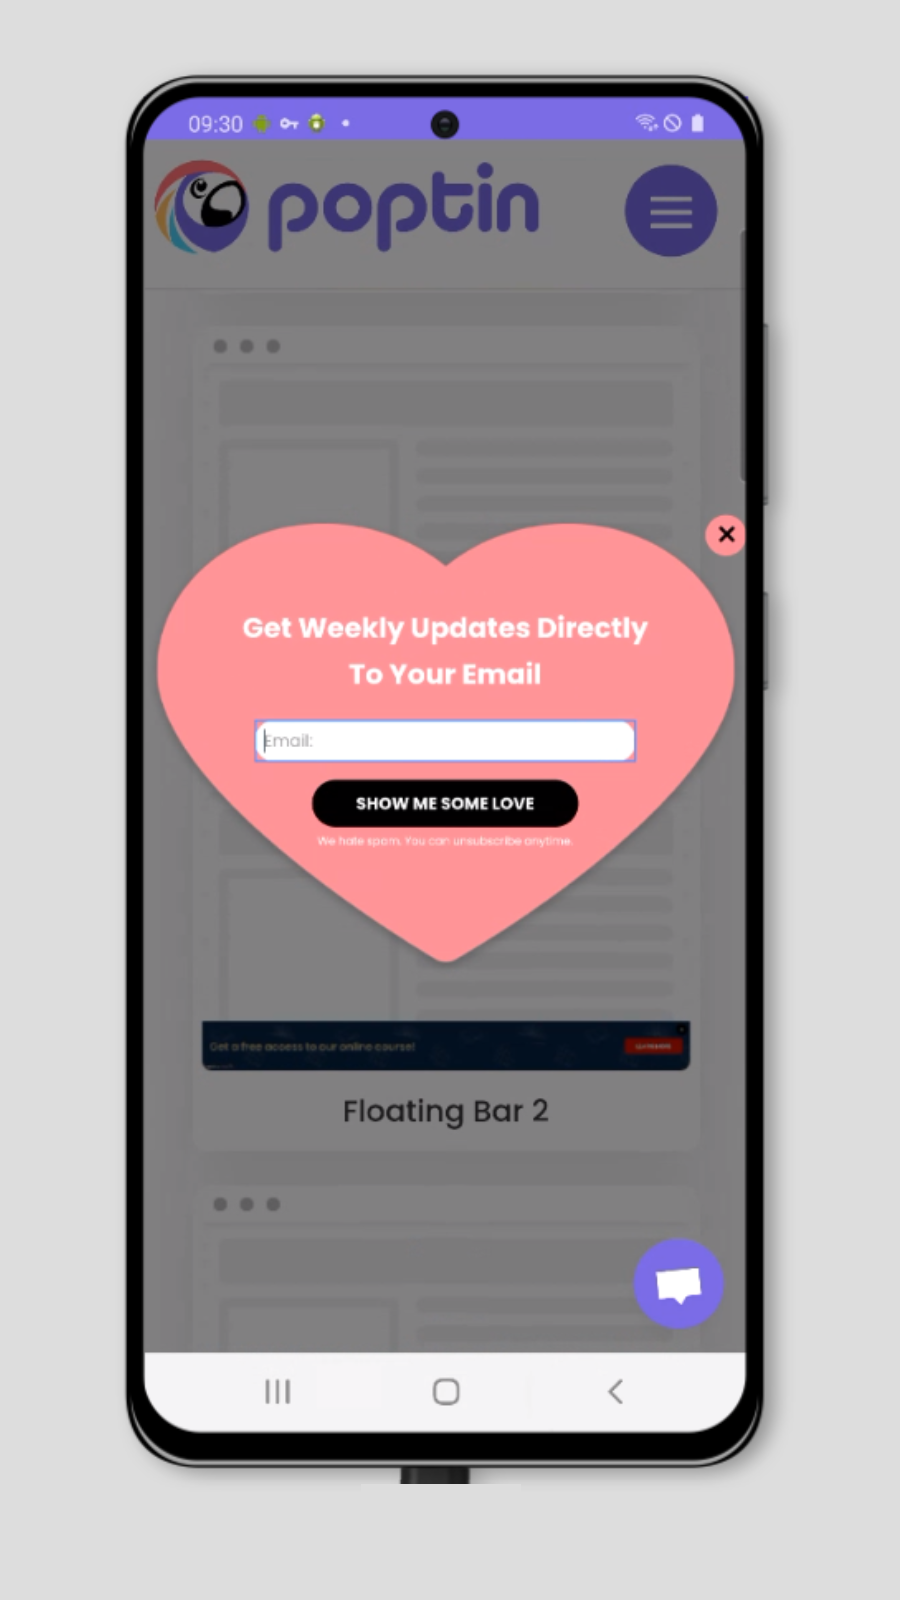 09:30
poptin
Get Weekly Updates Directly
To Your Email
Email:
SHOW ME SOME LOVE
We hate spam. You can unsubscribe anytime.
Get a free access to our online course!
Floating Bar 2